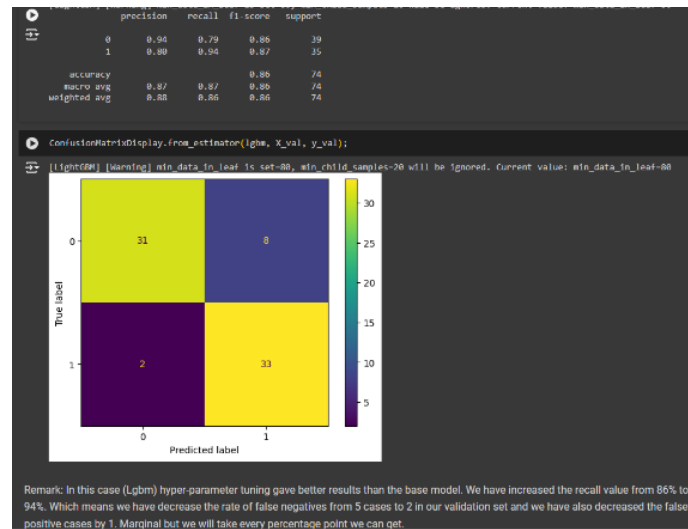 precision recall f1-score support
0 0.94 0.79 0.86 39
1 0.80 0.94 0.87 35
accuracy 0.86 74
macro avg 0.87 0.87 0.86 74
weighted avg 0.88 0.86 0.86 74
ConfusionMatrixDisplay.from_estimator(lgbm, X_val, y_val);
[LightGBM] [Warning] min_data_in_leaf is set=80, min_child_samples=20 will be ignored. Current value: min_data_in_leaf=80
30
0 31 8
25
20
True label
15
1 2 33
10
5
0 1
Predicted label
Remark: In this case (Lgbm) hyper-parameter tuning gave better results than the base model. We have increased the recall value from 86% to
94%. Which means we have decrease the rate of false negatives from 5 cases to 2 in our validation set and we have also decreased the false
positive cases by 1. Marginal but we will take every percentage point we can get.